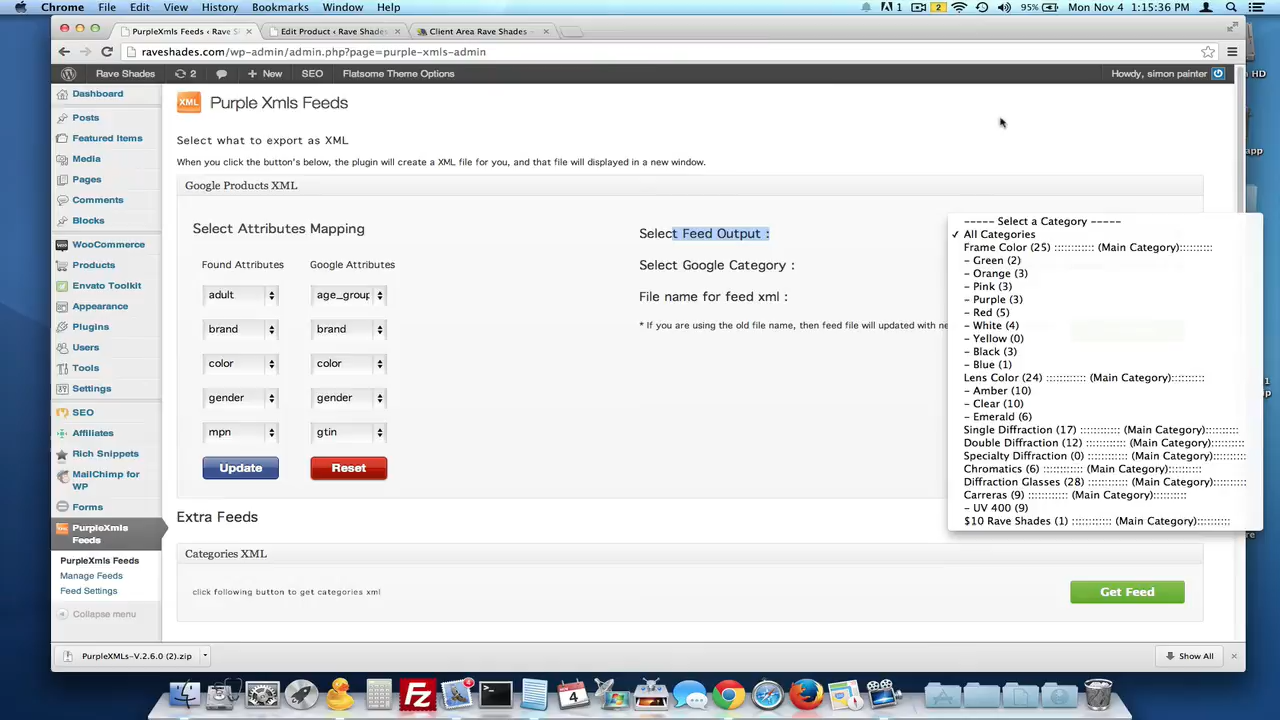 Chrome File Edit View History Bookmarks Window Help
1 2 95% Mon Nov 4 1:15:36 PM
PurpleXmls Feeds ‹ Rave S Edit Product ‹ Rave Shades Client Area Rave Shades
raveshades.com/wp-admin/admin.php?page=purple-xmls-admin
Rave Shades 2 + New SEO Flatsome Theme Options Howdy, simon painter
Dashboard
Posts
Featured Items
Media
Pages
Comments
Blocks
WooCommerce
Products
Envato Toolkit
Appearance
Plugins
Users
Tools
Settings
SEO
Affiliates
Rich Snippets
MailChimp for
WP
Forms
PurpleXmls
Feeds
PurpleXmls Feeds
Manage Feeds
Feed Settings
Collapse menu
XML Purple Xmls Feeds
Select what to export as XML
When you click the button's below, the plugin will create a XML file for you, and that file will displayed in a new window.
Google Products XML
Select Attributes Mapping
Found Attributes Google Attributes
adult age_group
brand brand
color color
gender gender
mpn gtin
Update Reset
Select Feed Output :
Select Google Category :
File name for feed xml :
* If you are using the old file name, then feed file will updated with ne
----- Select a Category -----
✓ All Categories
Frame Color (25) ::::::::::: (Main Category):::::::::
- Green (2)
- Orange (3)
- Pink (3)
- Purple (3)
- Red (5)
- White (4)
- Yellow (0)
- Black (3)
- Blue (1)
Lens Color (24) ::::::::::: (Main Category):::::::::
- Amber (10)
- Clear (10)
- Emerald (6)
Single Diffraction (17) ::::::::::: (Main Category):::::::::
Double Diffraction (12) ::::::::::: (Main Category):::::::::
Specialty Diffraction (0) ::::::::::: (Main Category):::::::::
Chromatics (6) ::::::::::: (Main Category):::::::::
Diffraction Glasses (28) ::::::::::: (Main Category):::::::::
Carreras (9) ::::::::::: (Main Category):::::::::
- UV 400 (9)
$10 Rave Shades (1) ::::::::::: (Main Category):::::::::
Extra Feeds
Categories XML
click following button to get categories xml
Get Feed
PurpleXMLs-V.2.6.0 (2).zip Show All
HD
app